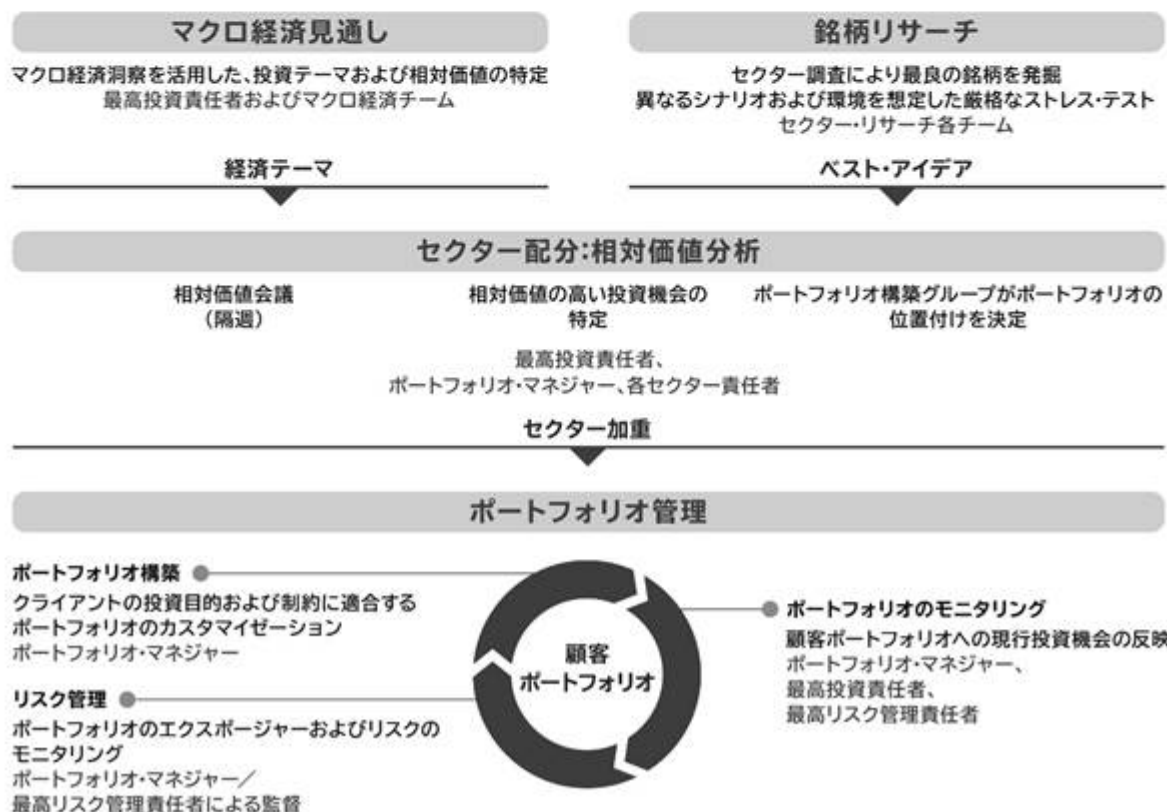 マクロ経済見通し
マクロ経済洞察を活用した、投資テーマおよび相対価値の特定
最高投資責任者およびマクロ経済チーム
経済テーマ
銘柄リサーチ
セクター調査により最良の銘柄を発掘
異なるシナリオおよび環境を想定した厳格なストレス・テスト
セクター・リサーチ各チーム
ベスト・アイデア
セクター配分:相対価値分析
相対価値会議
（隔週）
相対価値の高い投資機会の
特定
ポートフォリオ構築グループがポートフォリオの
位置付けを決定
最高投資責任者、
ポートフォリオ・マネジャー、各セクター責任者
セクター加重
ポートフォリオ管理
ポートフォリオ構築
クライアントの投資目的および制約に適合する
ポートフォリオのカスタマイゼーション
ポートフォリオ・マネジャー
リスク管理
ポートフォリオのエクスポージャーおよびリスクの
モニタリング
ポートフォリオ・マネジャー／
最高リスク管理責任者による監督
顧客
ポートフォリオ
ポートフォリオのモニタリング
顧客ポートフォリオへの現行投資機会の反映
ポートフォリオ・マネジャー、
最高投資責任者、
最高リスク管理責任者